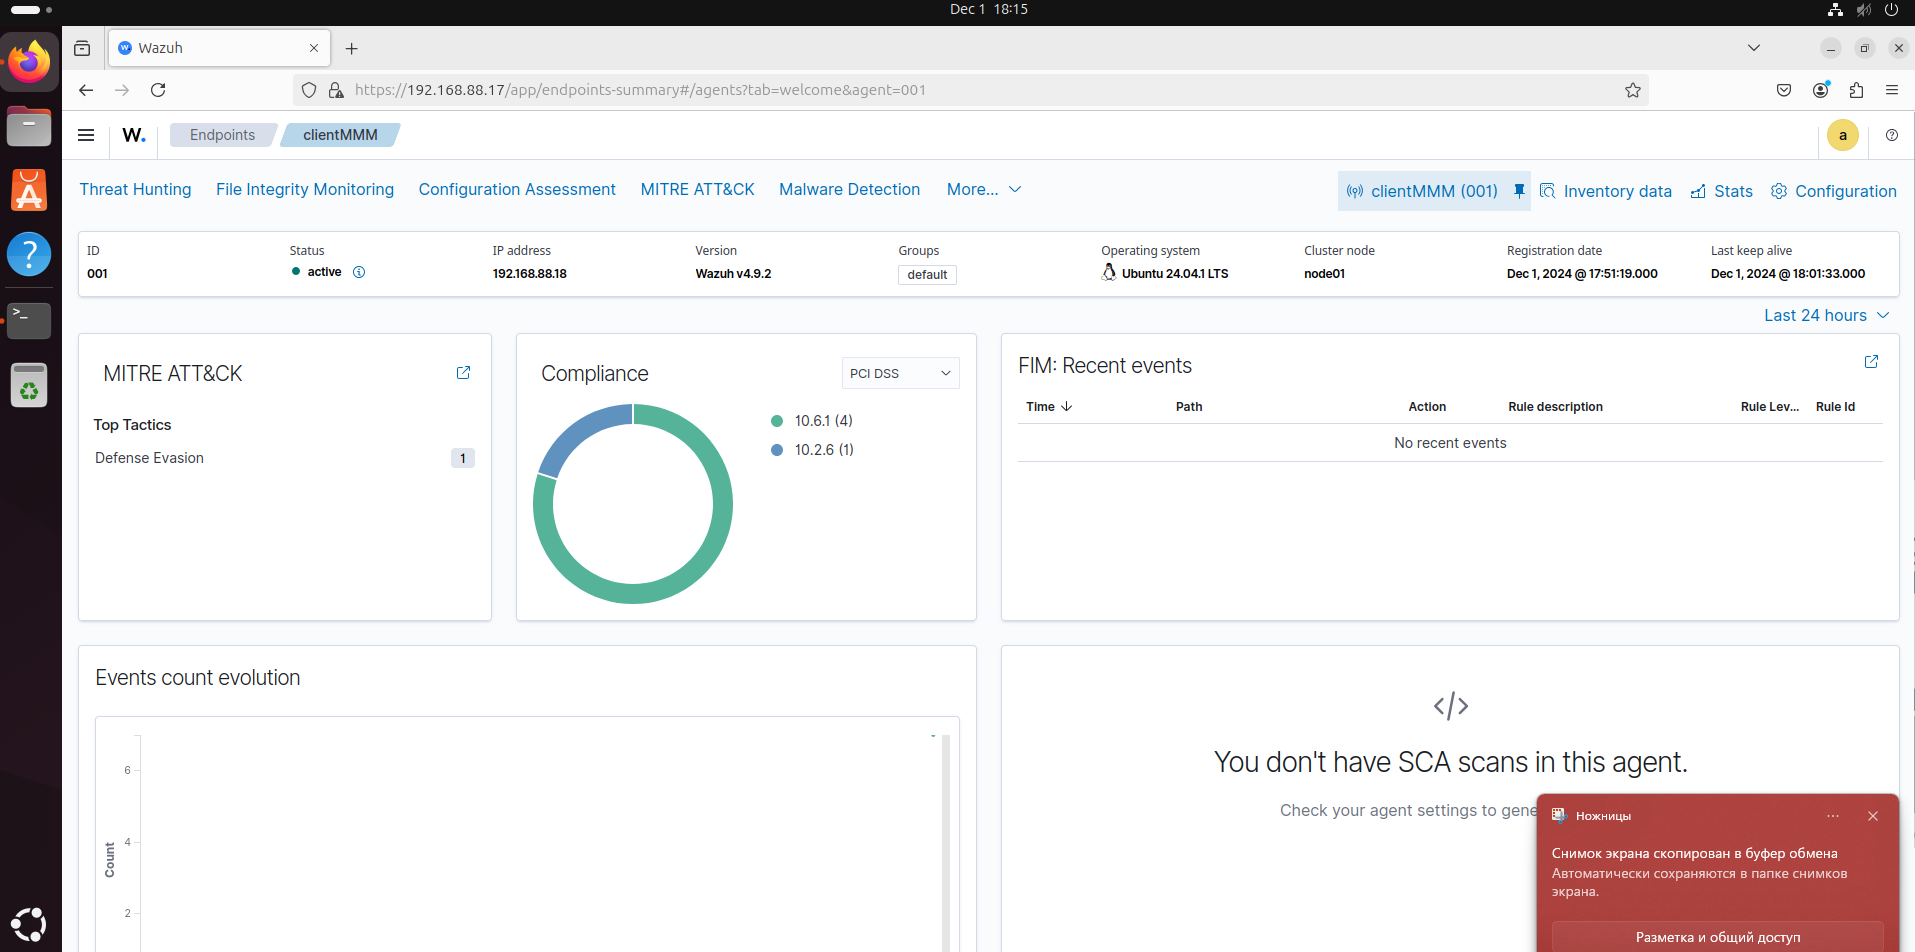 Dec 1 18:15
Wazuh
https://192.168.88.17/app/endpoints-summary#/agents?tab=welcome&agent=001
W. Endpoints clientMMM a
Threat Hunting File Integrity Monitoring Configuration Assessment MITRE ATT&CK Malware Detection More... clientMMM (001) Inventory data Stats Configuration
ID Status IP address Version Groups Operating system Cluster node Registration date Last keep alive
001 active 192.168.88.18 Wazuh v4.9.2 default Ubuntu 24.04.1 LTS node01 Dec 1, 2024 @ 17:51:19.000 Dec 1, 2024 @ 18:01:33.000
Last 24 hours
MITRE ATT&CK
Top Tactics
Defense Evasion 1
Compliance PCI DSS
10.6.1 (4)
10.2.6 (1)
FIM: Recent events
Time Path Action Rule description Rule Lev... Rule Id
No recent events
Events count evolution
6
4
2
Count
</>
You don't have SCA scans in this agent.
Check your agent settings to gene
Ножницы
Снимок экрана скопирован в буфер обмена
Автоматически сохраняются в папке снимков
экрана.
Разметка и общий доступ